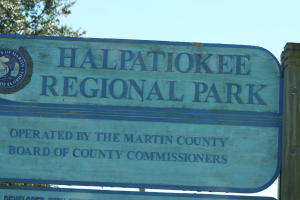 HALPATIOKEE
REGIONAL PARK
OPERATED BY THE MARTIN COUNTY
BOARD OF COUNTY COMMISSIONERS